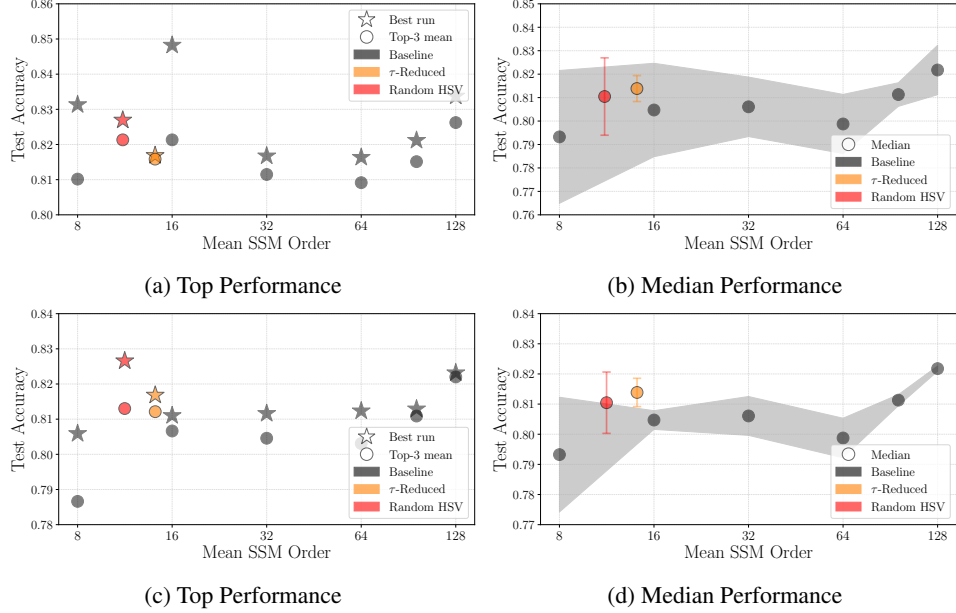 0.86
0.85
0.84
0.83
0.82
0.81
0.80
Test Accuracy
Best run
Top-3 mean
Baseline
τ-Reduced
Random HSV
8
16
32
64
128
Mean SSM Order
(a) Top Performance
0.85
0.84
0.83
0.82
0.81
0.80
0.79
0.78
0.77
0.76
Test Accuracy
Median
Baseline
τ-Reduced
Random HSV
8
16
32
64
128
Mean SSM Order
(b) Median Performance
0.84
0.83
0.82
0.81
0.80
0.79
0.78
Test Accuracy
Best run
Top-3 mean
Baseline
τ-Reduced
Random HSV
8
16
32
64
128
Mean SSM Order
(c) Top Performance
0.84
0.83
0.82
0.81
0.80
0.79
0.78
0.77
Test Accuracy
Median
Baseline
τ-Reduced
Random HSV
8
16
32
64
128
Mean SSM Order
(d) Median Performance